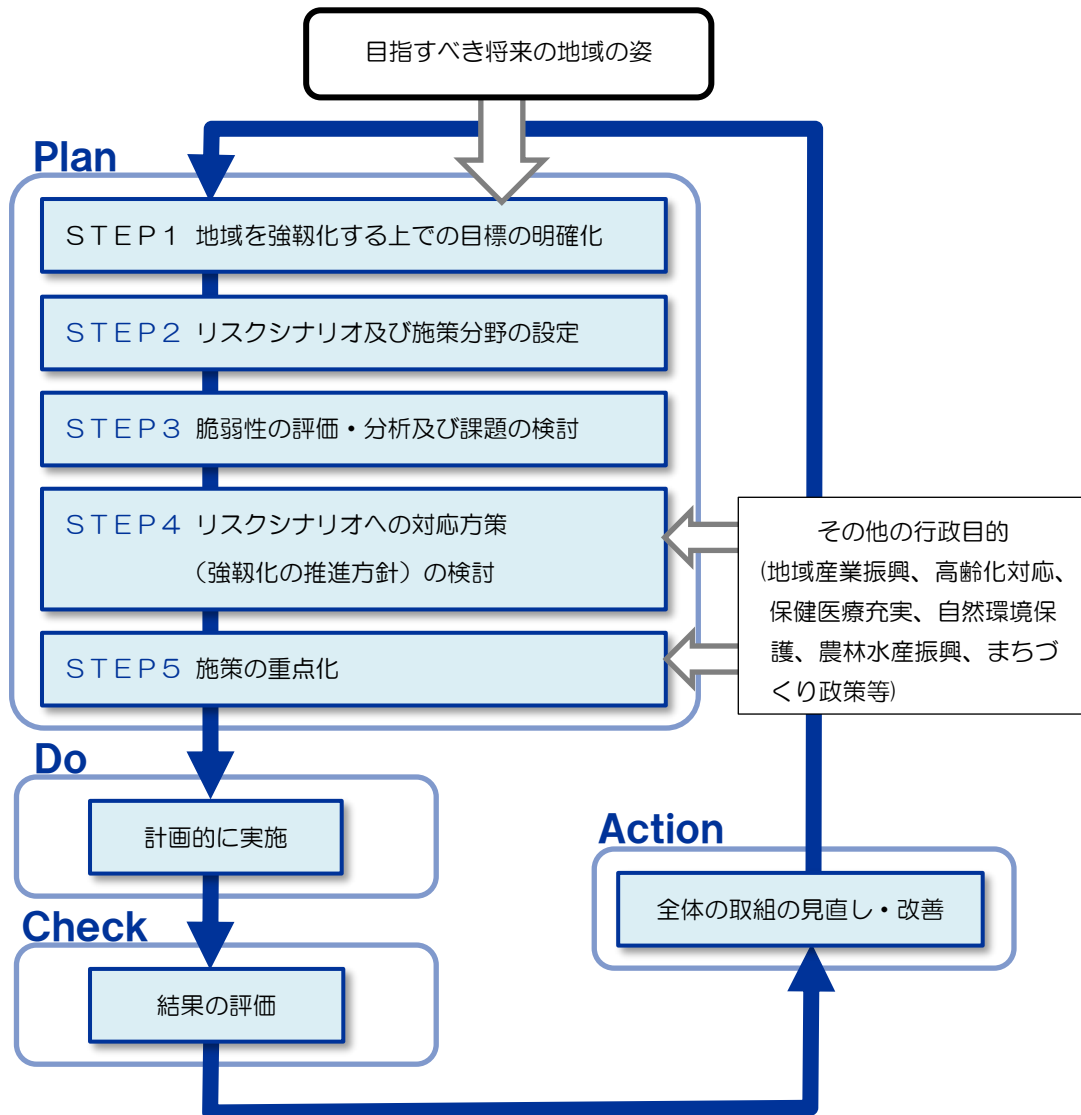 目指すべき将来の地域の姿
Plan
STEP1 地域を強靱化する上での目標の明確化
STEP2 リスクシナリオ及び施策分野の設定
STEP3 脆弱性の評価・分析及び課題の検討
STEP4 リスクシナリオへの対応方策
(強靱化の推進方針)の検討
STEP5 施策の重点化
その他の行政目的
(地域産業振興、高齢化対応、
保健医療充実、自然環境保
護、農林水産振興、まちづ
くり政策等)
Do
計画的に実施
Check
結果の評価
Action
全体の取組の見直し・改善